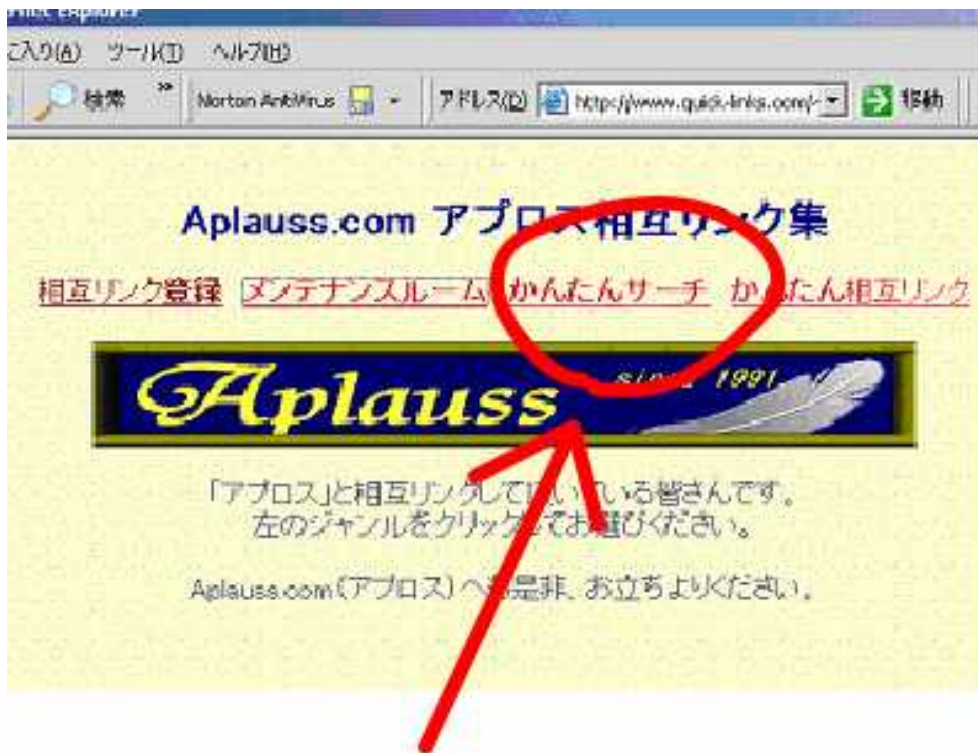 に入り(A) ツール(T) ヘルプ(H)
検索 » Norton AntiVirus アドレス(D) http://www.quick-links.com/ 移動
Aplauss.com アプロス相互リンク集
相互リンク登録 メンテナンスルーム かんたんサーチ かんたん相互リンク
Aplauss since 1991
「アプロス」と相互リンクして頂いている皆さんです。
左のジャンルをクリックしてお選びください。
Aplauss.com(アプロス)へも是非、お立ちよりください。